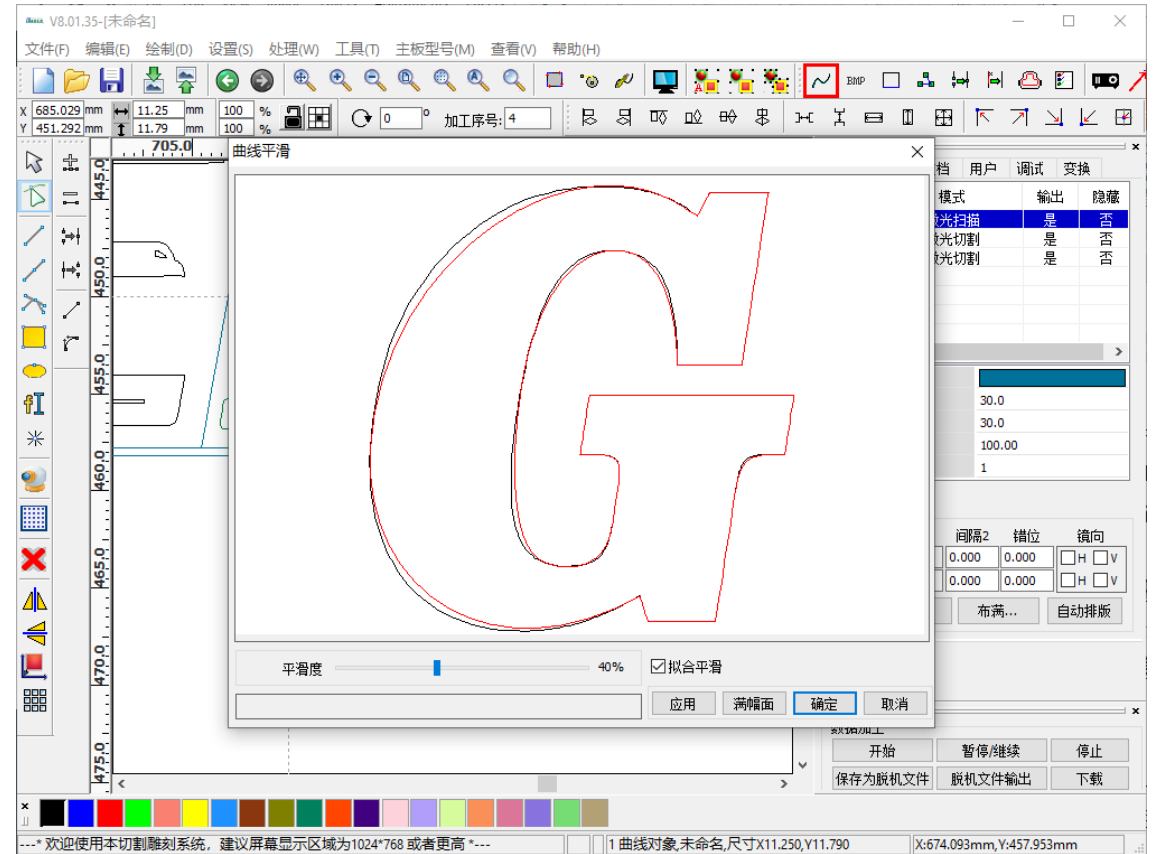 V8.01.35-[未命名]
文件(F) 编辑(E) 绘制(D) 设置(S) 处理(W) 工具(T) 主板型号(M) 查看(V) 帮助(H)
BMP
X 685.029 mm 11.25 mm 100 %
Y 451.292 mm 11.79 mm 100 %
0 ° 加工序号: 4
705.0
445.0
450.0
455.0
460.0
465.0
470.0
475.0
曲线平滑
平滑度 40% 拟合平滑
应用 满幅面 确定 取消
档 用户 调试 变换
模式 输出 隐藏
激光扫描 是 否
激光切割 是 否
激光切割 是 否
30.0
30.0
100.00
1
间隔2 错位 镜向
0.000 0.000 H V
0.000 0.000 H V
布满... 自动排版
数据加工
开始 暂停/继续 停止
保存为脱机文件 脱机文件输出 下载
---* 欢迎使用本切割雕刻系统，建议屏幕显示区域为1024*768 或者更高 *---
1 曲线对象,未命名,尺寸X11.250,Y11.790
X:674.093mm,Y:457.953mm